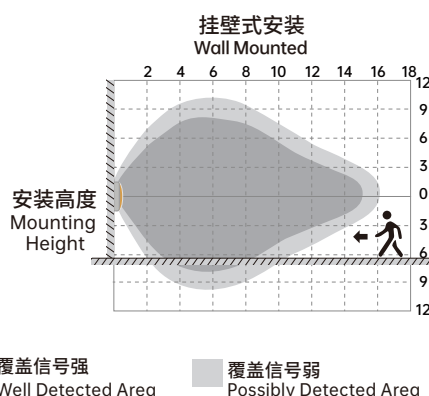 挂壁式安装
Wall Mounted
2 4 6 8 10 12 14 16 18
12
9
6
3
0
3
6
9
12
安装高度
Mounting
Height
覆盖信号强
Well Detected Area
覆盖信号弱
Possibly Detected Area